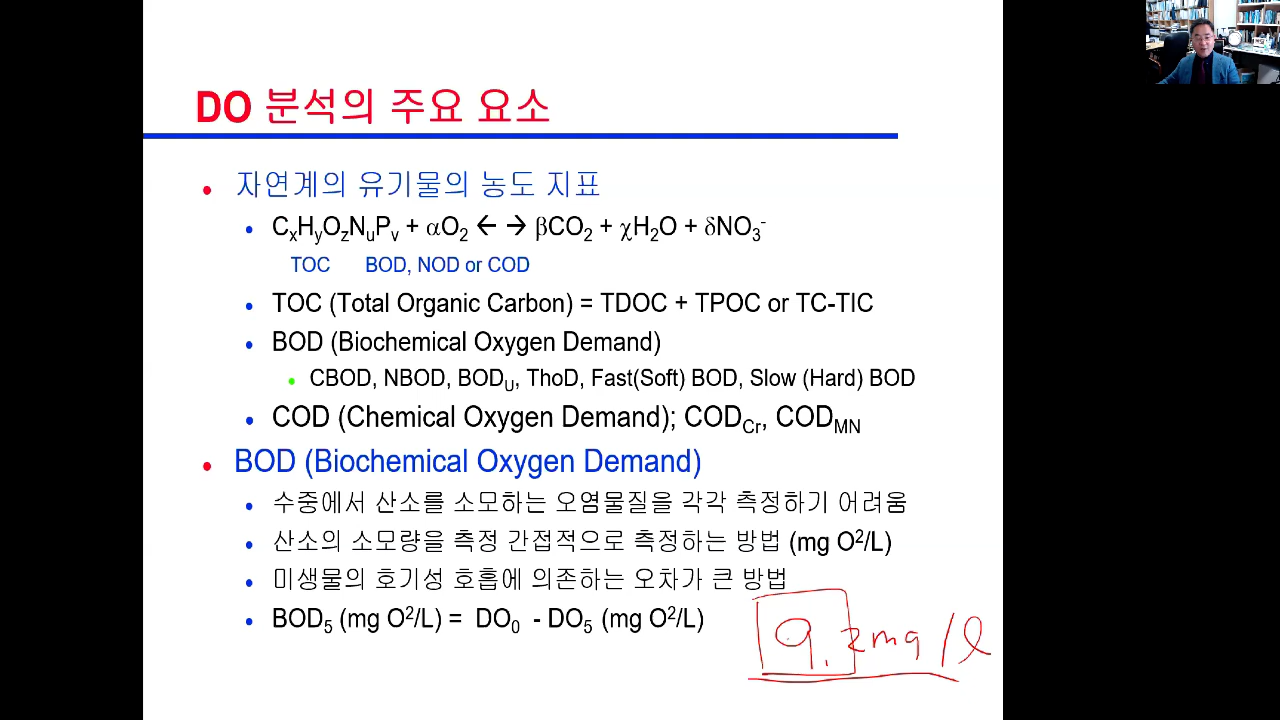 DO 분석의 주요 요소
자연계의 유기물의 농도 지표
CxHyOzNuPv + αO2 ← → βCO2 + χH2O + δNO3-
TOC BOD, NOD or COD
TOC (Total Organic Carbon) = TDOC + TPOC or TC-TIC
BOD (Biochemical Oxygen Demand)
CBOD, NBOD, BODU, ThoD, Fast(Soft) BOD, Slow (Hard) BOD
COD (Chemical Oxygen Demand); CODCr, CODMN
BOD (Biochemical Oxygen Demand)
수중에서 산소를 소모하는 오염물질을 각각 측정하기 어려움
산소의 소모량을 측정 간접적으로 측정하는 방법 (mg O2/L)
미생물의 호기성 호흡에 의존하는 오차가 큰 방법
BOD5 (mg O2/L) = DO0 - DO5 (mg O2/L)
9.2mg/l